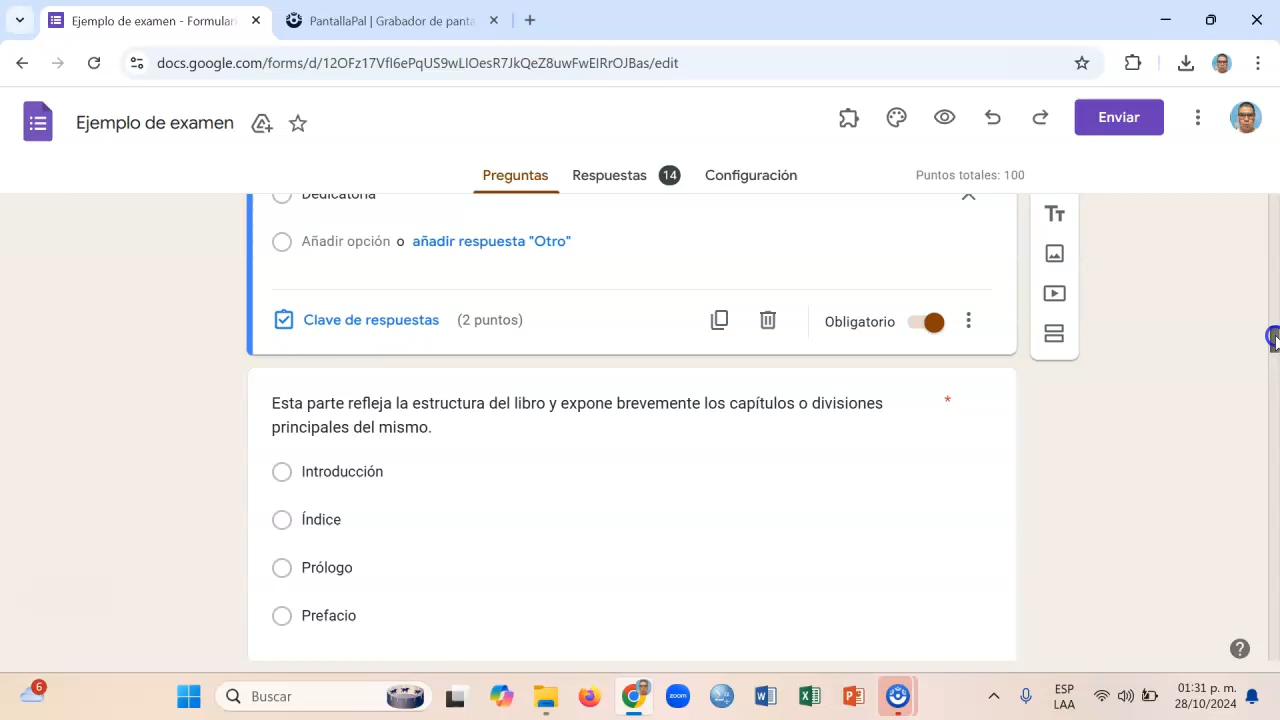 Ejemplo de examen - Formular
PantallaPal | Grabador de panta
docs.google.com/forms/d/12OFz17Vfl6ePqUS9wLIOesR7JkQeZ8uwFwElRrOJBas/edit
Ejemplo de examen
Enviar
Preguntas
Respuestas 14
Configuración
Puntos totales: 100
Dedicatoria
Añadir opción o añadir respuesta "Otro"
Clave de respuestas (2 puntos)
Obligatorio
Esta parte refleja la estructura del libro y expone brevemente los capítulos o divisiones
*
principales del mismo.
Introducción
Índice
Prólogo
Prefacio
6
Buscar
zoom
ESP
LAA
01:31 p. m.
28/10/2024